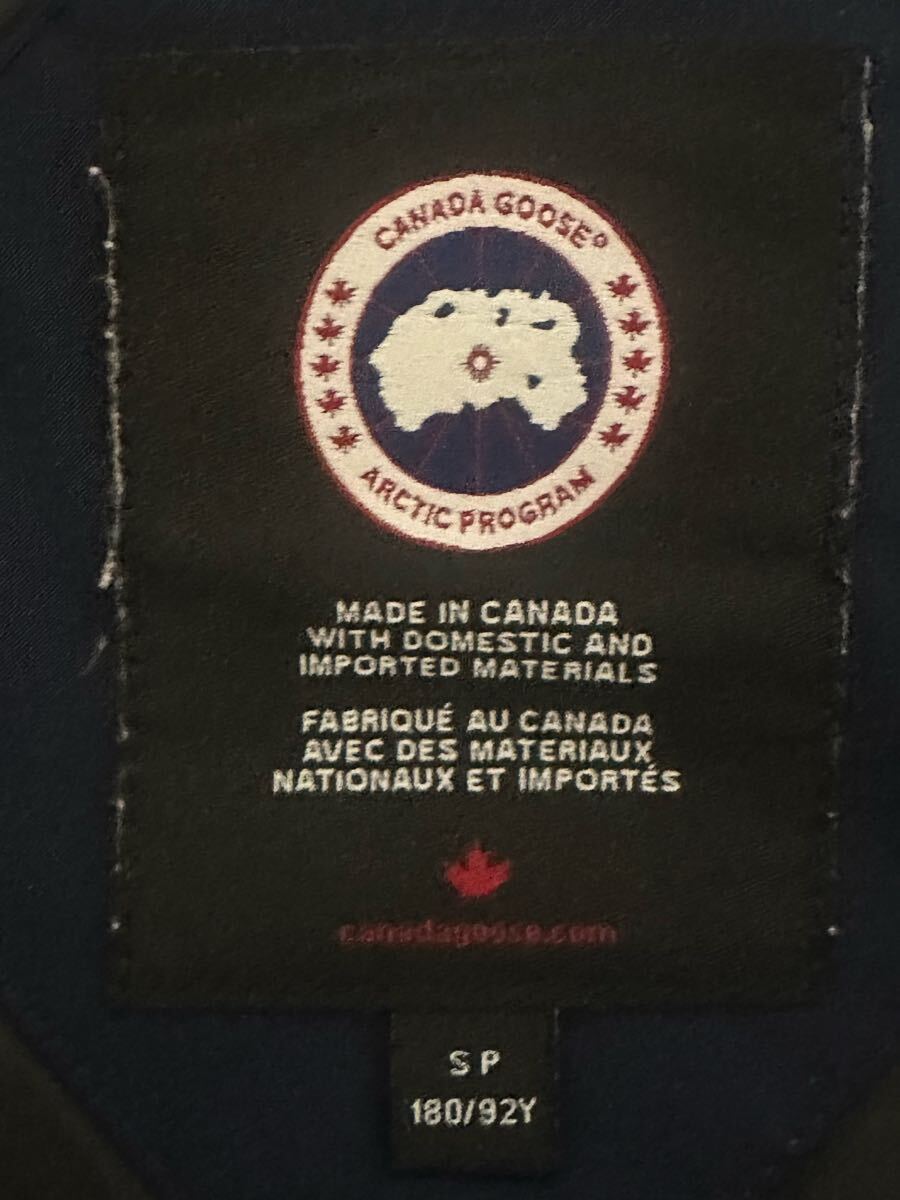 CANADA GOOSE®
ARCTIC PROGRAM
MADE IN CANADA
WITH DOMESTIC AND
IMPORTED MATERIALS
FABRIQUÉ AU CANADA
AVEC DES MATERIAUX
NATIONAUX ET IMPORTÉS
canadagoose.com
S P
180/92Y